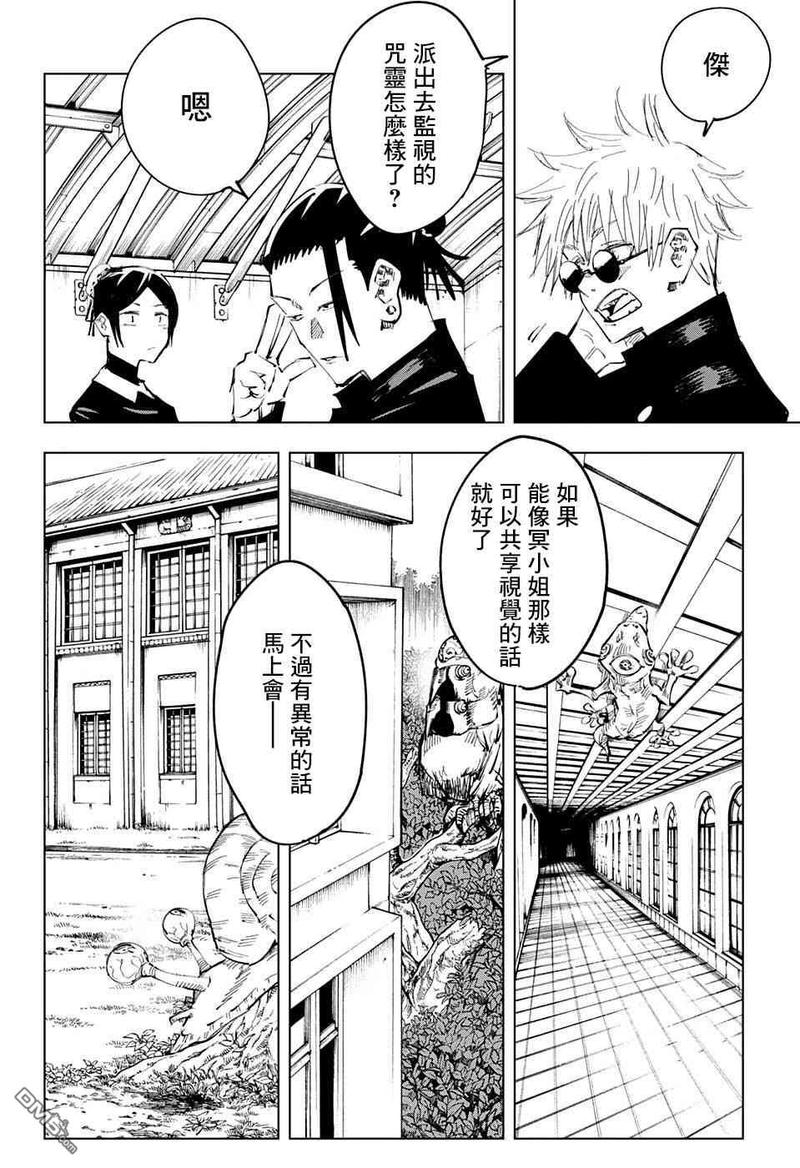 傑
派出去監視的
咒靈怎麼樣了?
嗯
如果
能像冥小姐那樣
可以共享視覺的話
就好了
不過有異常的話
馬上會——